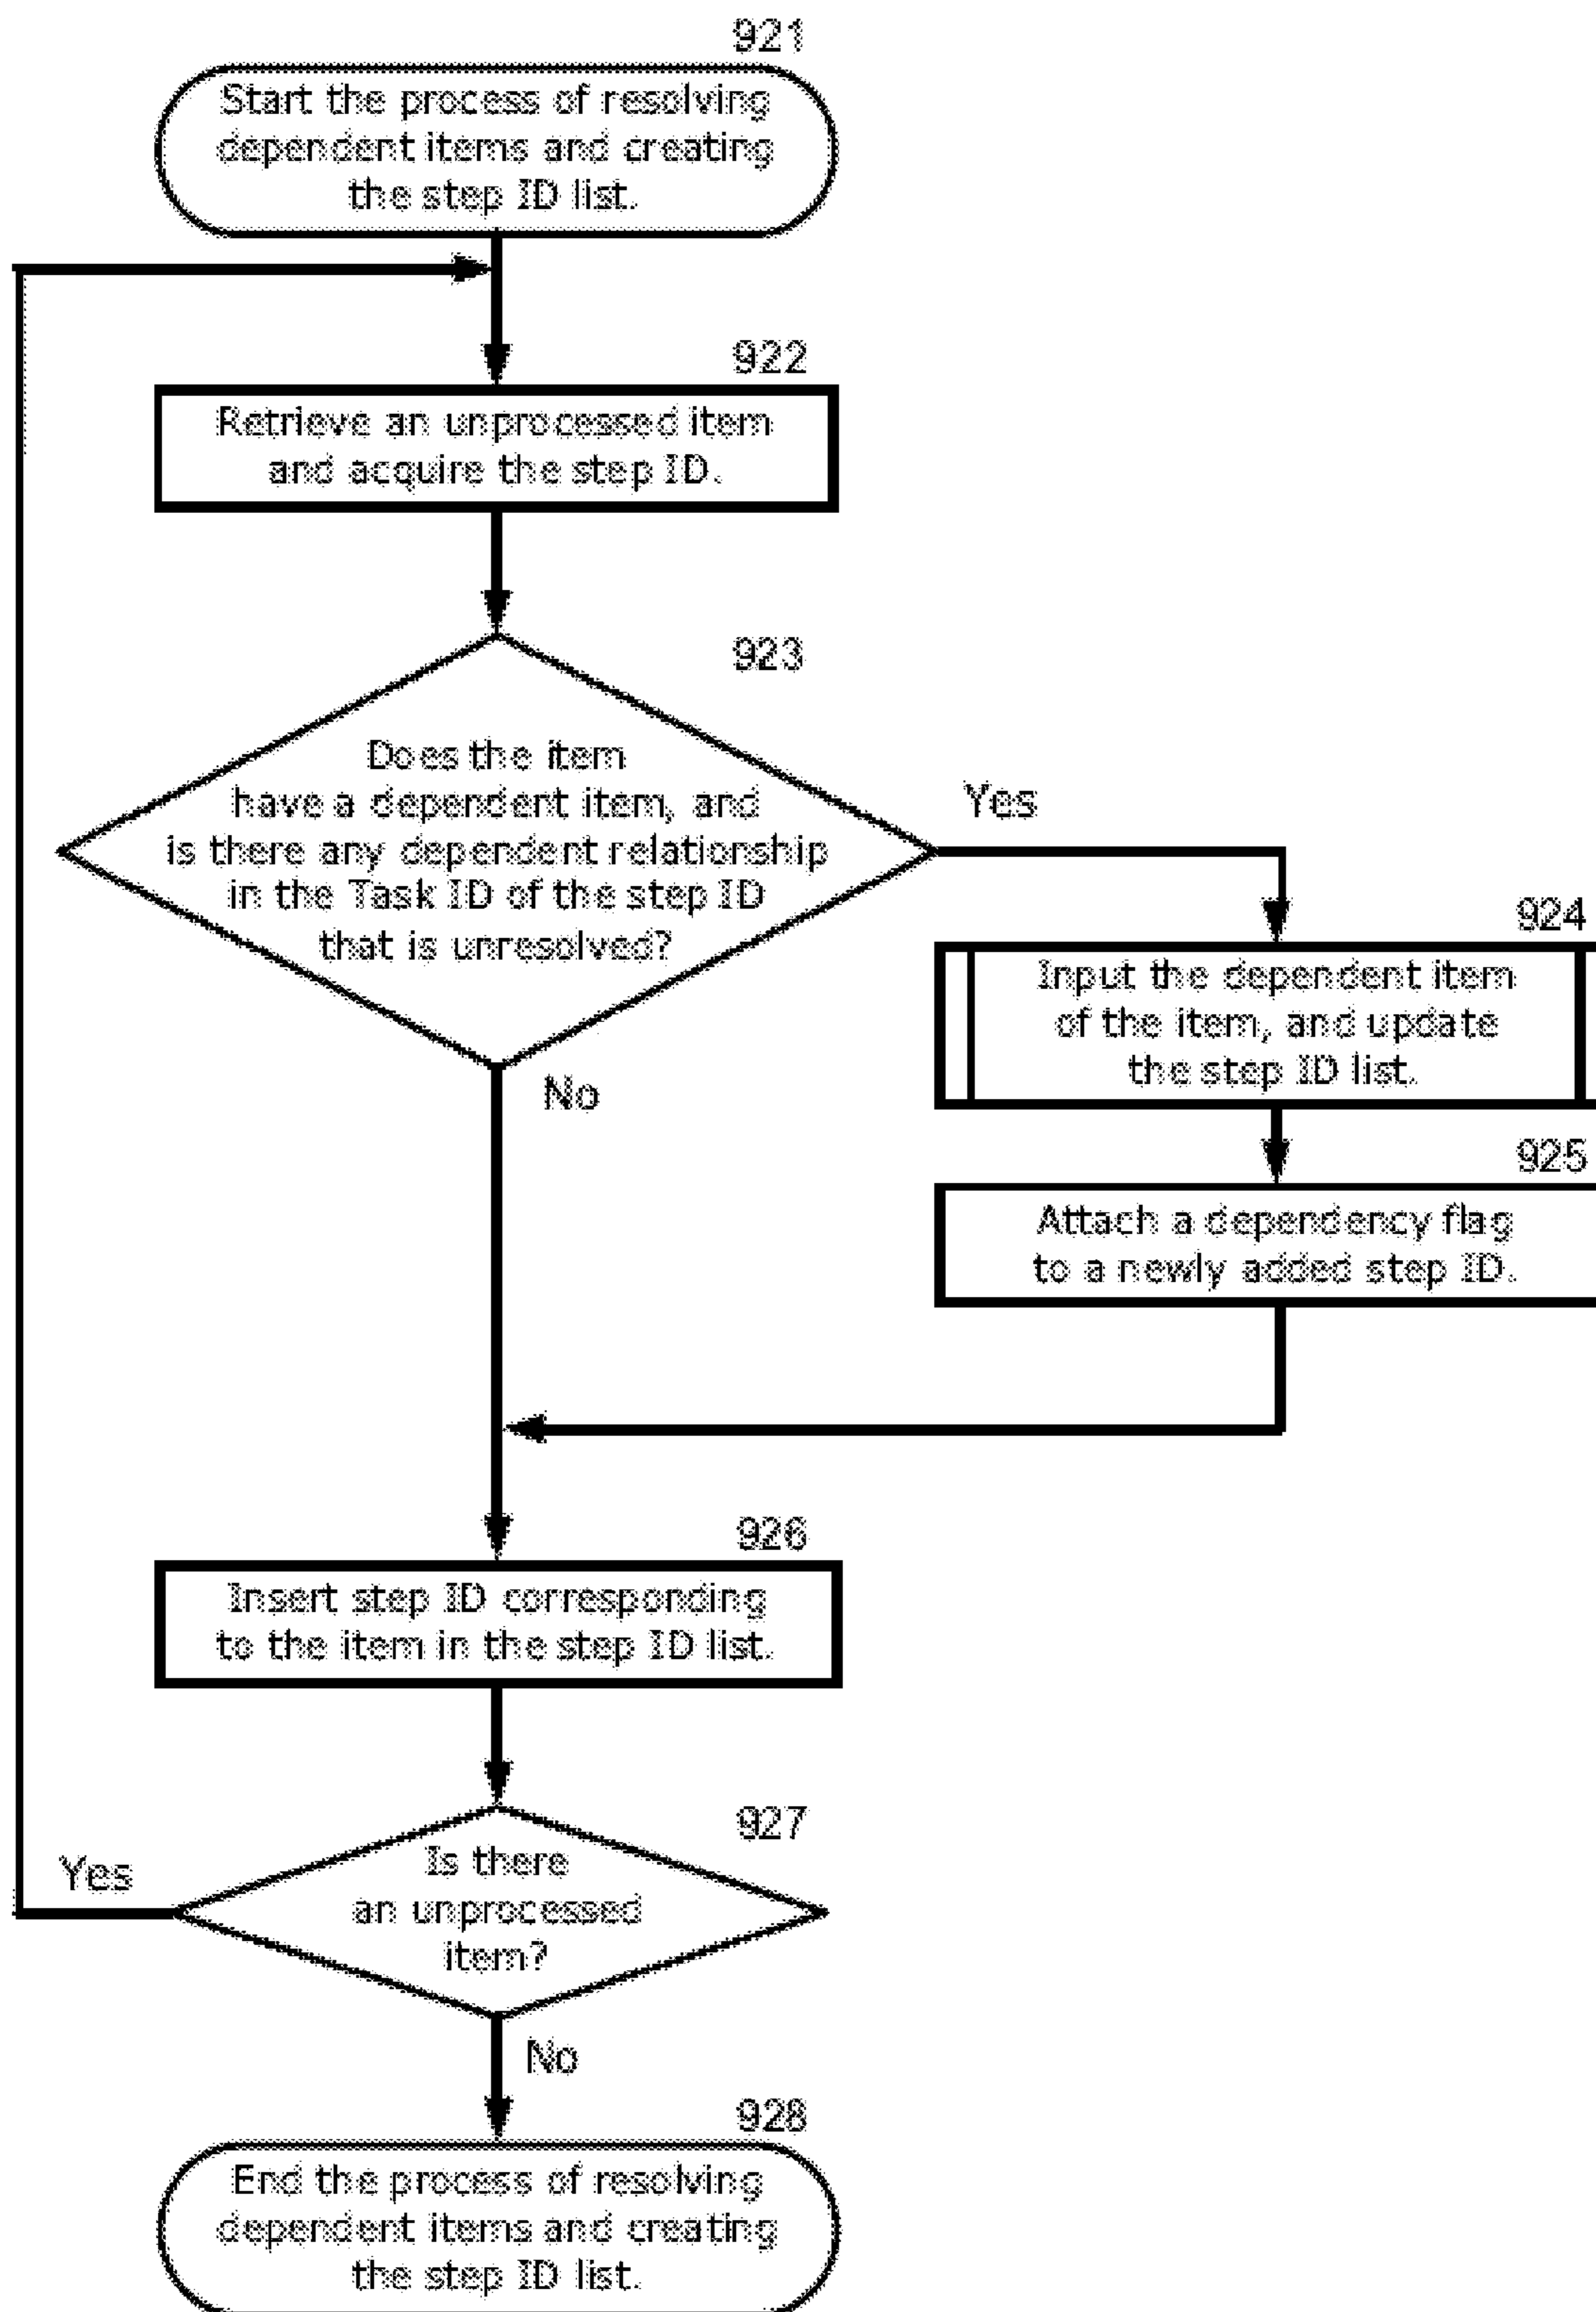 921
Start the process of resolving
dependent items and creating
the step ID list.
922
Retrieve an unprocessed item
and acquire the step ID.
923
Does the item
have a dependent item, and
is there any dependent relationship
in the Task ID of the step ID
that is unresolved?
Yes
No
924
Input the dependent item
of the item, and update
the step ID list.
925
Attach a dependency flag
to a newly added step ID.
926
Insert step ID corresponding
to the item in the step ID list.
927
Is there
an unprocessed
item?
Yes
No
928
End the process of resolving
dependent items and creating
the step ID list.